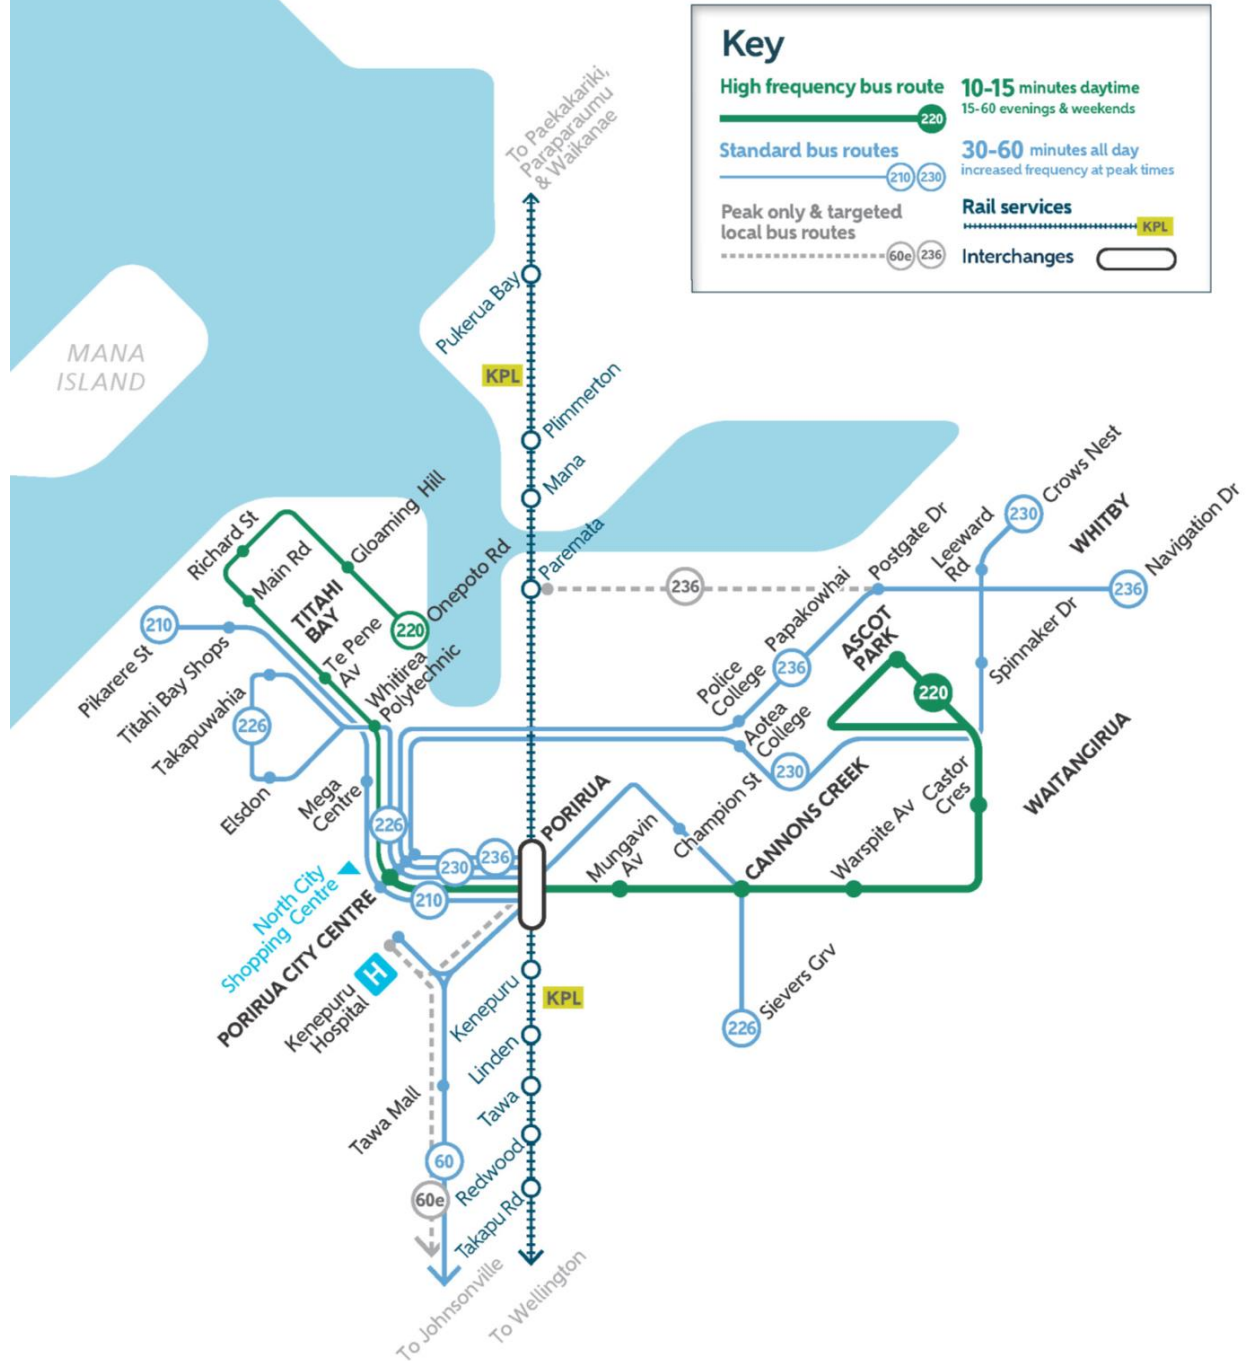 Key
High frequency bus route
220
10-15 minutes daytime
15-60 evenings & weekends
Standard bus routes
210 230
30-60 minutes all day
increased frequency at peak times
Peak only & targeted
local bus routes
60e 236
Rail services
KPL
Interchanges
To Paekakariki,
Paraparaumu
& Waikanae
Pukerua Bay
MANA
ISLAND
KPL
Plimmerton
Mana
Paremata
236
Crows Nest
230
Leeward
Rd
WHITBY
Navigation Dr
236
Postgate Dr
Papakowhai
236
Spinnaker Dr
Richard St
Gloaming Hill
Main Rd
Onepoto Rd
220
TITAHI
BAY
210
Pikarere St
Titahi Bay Shops
Te Pene
Av
Whitirea
Polytechnic
Takapuwahia
226
Elsdon
Mega
Centre
226
Police
College
Aotea
College
230
ASCOT
PARK
220
Castor
Cres
WAITANGIRUA
PORIRUA
236
230
210
Mungavin
Av
Champion St
CANNONS CREEK
Warspite Av
North City
Shopping Centre
PORIRUA CITY CENTRE
Kenepuru
Hospital
H
Kenepuru
KPL
Sievers Grv
226
Linden
Tawa
Tawa Mall
Redwood
60
60e
Takapu Rd
To Johnsonville
To Wellington